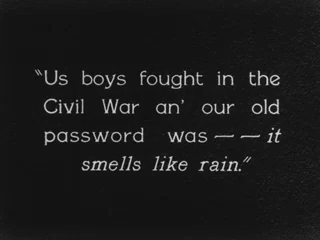 "Us boys fought in the
Civil War an' our old
password was — — it
smells like rain."